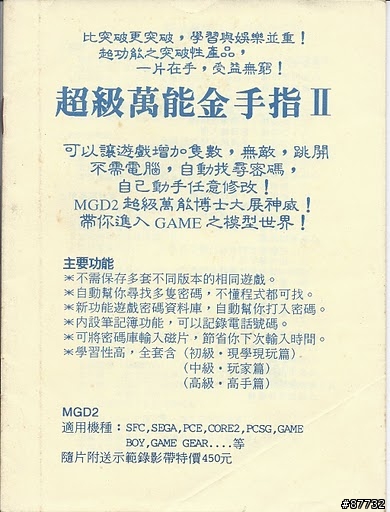 比突破更突破，學習與娛樂並重！
超功能之突破性產品，
一片在手，受益無窮！
超級萬能金手指Ⅱ
可以讓遊戲增加隻數，無敵，跳開
不需電腦，自動找尋密碼，
自己動手任意修改！
MGD2 超級萬能博士大展神威！
帶你進入 GAME 之模型世界！
主要功能
＊不需保存多套不同版本的相同遊戲。
＊自動幫你尋找多隻密碼，不懂程式都可找。
＊新功能遊戲密碼資料庫，自動幫你打入密碼。
＊內設筆記簿功能，可以記錄電話號碼。
＊可將密碼庫輸入磁片，節省你下次輸入時間。
＊學習性高，全套含（初級·現學現玩篇）
（中級·玩家篇）
（高級·高手篇）
MGD2
適用機種：SFC,SEGA,PCE,CORE2,PCSG,GAME
BOY,GAME GEAR....等
隨片附送示範錄影帶特價450元
#87732